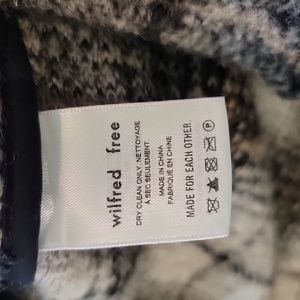 wilfred free
DRY CLEAN ONLY. NETTOYAGE
À SEC SEULEMENT.
MADE IN CHINA
FABRIQUÉ EN CHINE
MADE FOR EACH OTHER.
P